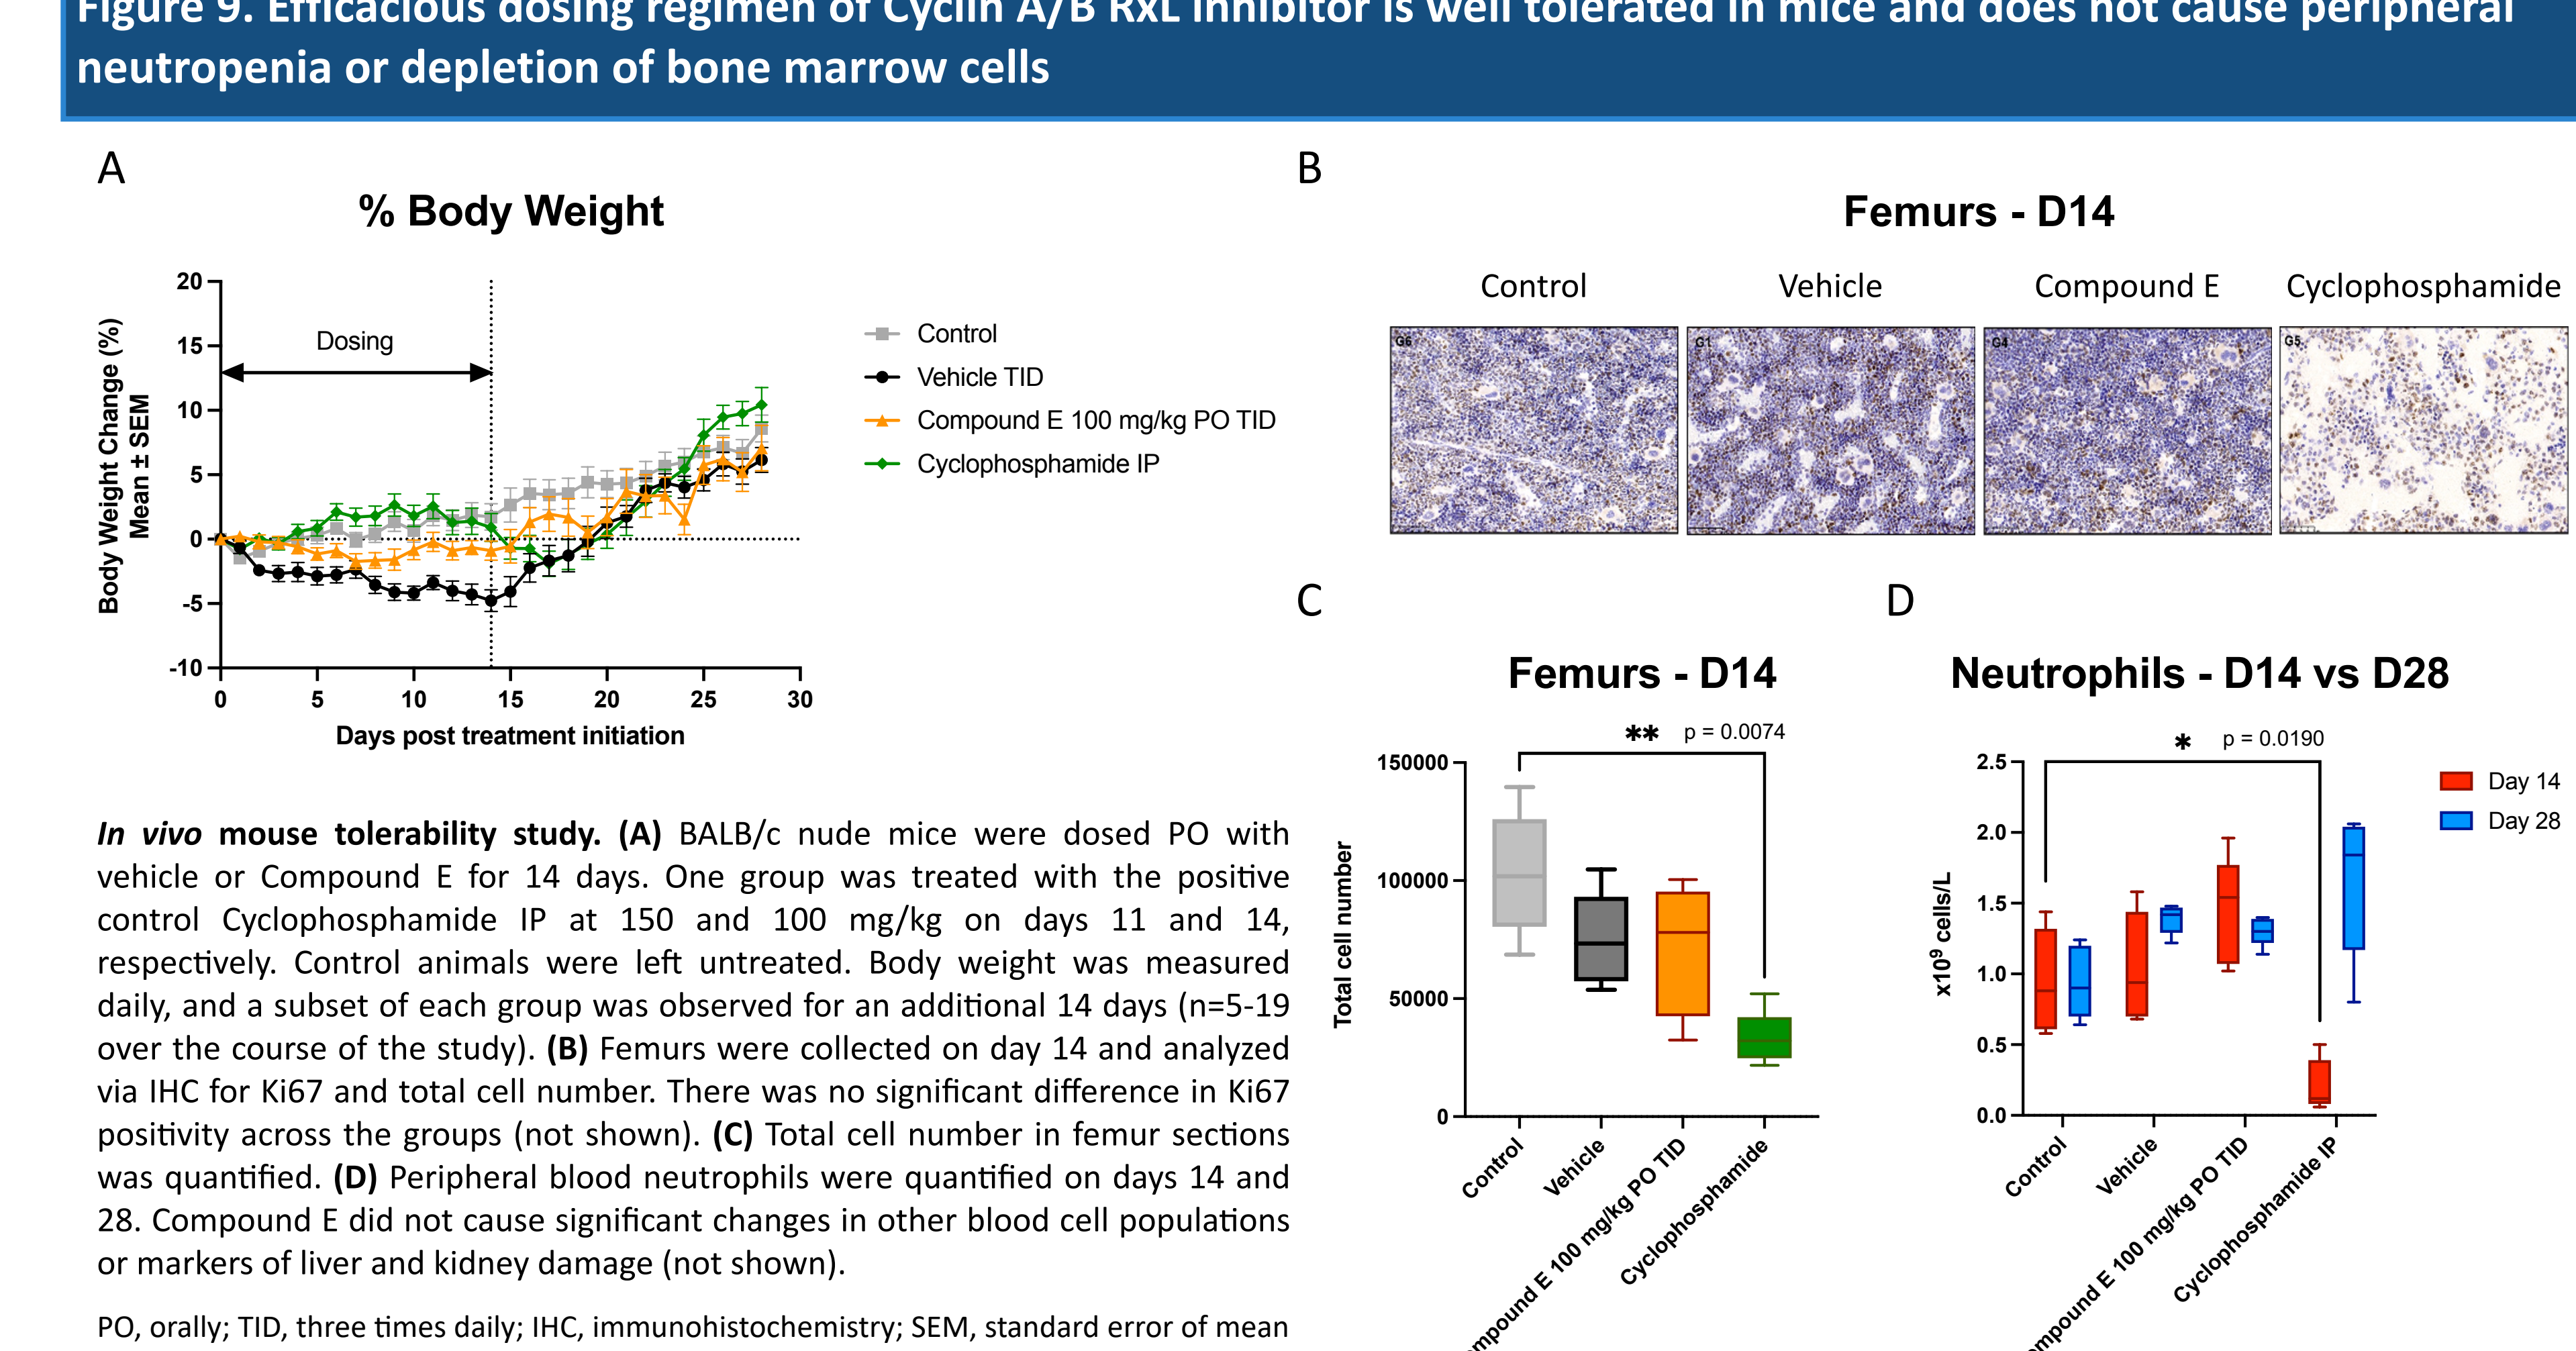 Figure 9. Efficacious dosing regimen of Cyclin A/B RxL inhibitor is well tolerated in mice and does not cause peripheral
neutropenia or depletion of bone marrow cells
A
% Body Weight
Body Weight Change (%)
Mean ± SEM
20
15
10
5
0
-5
-10
Dosing
0 5 10 15 20 25 30
Days post treatment initiation
Control
Vehicle TID
Compound E 100 mg/kg PO TID
Cyclophosphamide IP
In vivo mouse tolerability study. (A) BALB/c nude mice were dosed PO with
vehicle or Compound E for 14 days. One group was treated with the positive
control Cyclophosphamide IP at 150 and 100 mg/kg on days 11 and 14,
respectively. Control animals were left untreated. Body weight was measured
daily, and a subset of each group was observed for an additional 14 days (n=5-19
over the course of the study). (B) Femurs were collected on day 14 and analyzed
via IHC for Ki67 and total cell number. There was no significant difference in Ki67
positivity across the groups (not shown). (C) Total cell number in femur sections
was quantified. (D) Peripheral blood neutrophils were quantified on days 14 and
28. Compound E did not cause significant changes in other blood cell populations
or markers of liver and kidney damage (not shown).
PO, orally; TID, three times daily; IHC, immunohistochemistry; SEM, standard error of mean
B
Femurs - D14
Control Vehicle Compound E Cyclophosphamide
G6 G1 G4 G5
C
Femurs - D14
** p = 0.0074
Total cell number
150000
100000
50000
0
Control
Vehicle
ompound E 100 mg/kg PO TID
Cyclophosphamide
D
Neutrophils - D14 vs D28
* p = 0.0190
x10⁹ cells/L
2.5
2.0
1.5
1.0
0.5
0.0
Day 14
Day 28
Control
Vehicle
ompound E 100 mg/kg PO TID
Cyclophosphamide IP